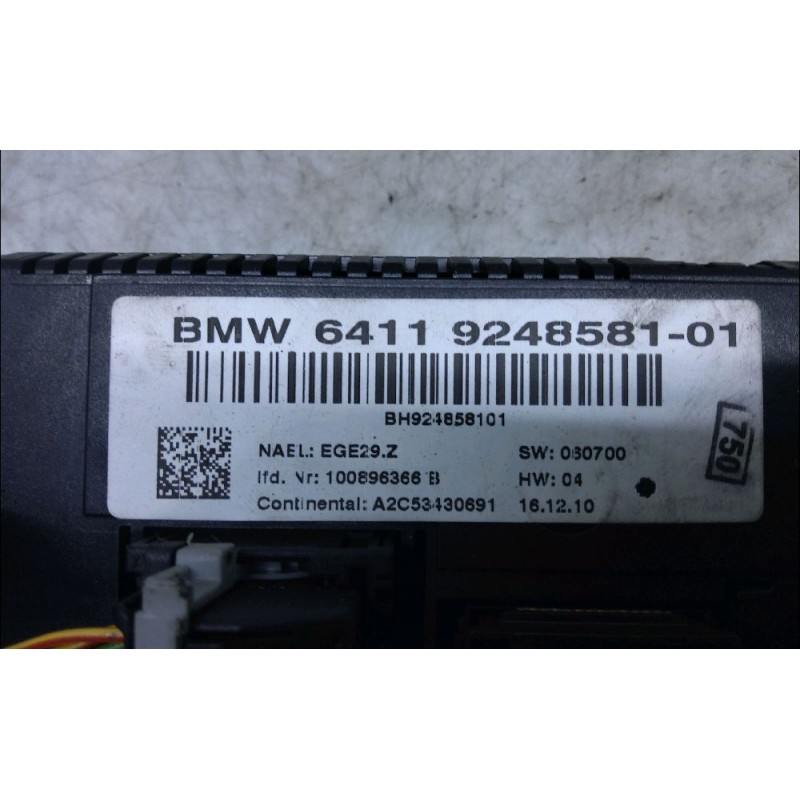 BMW 6411 9248581-01
BH924858101
NAEL: EGE29.Z
SW: 060700
lfd. Nr: 100896366 B
HW: 04
Continental: A2C53430691
16.12.10
750